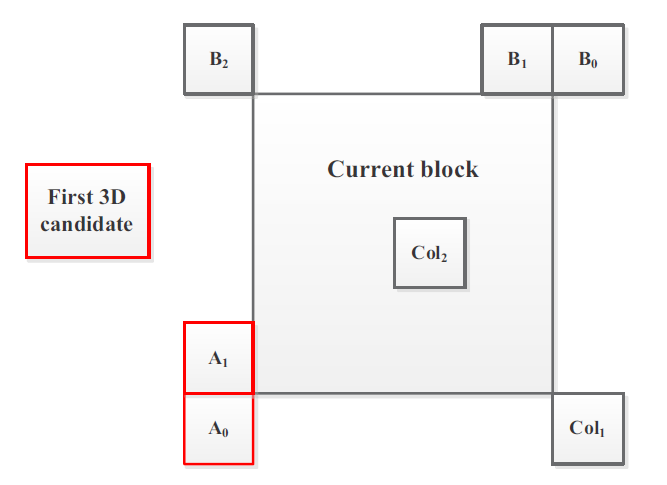 B₂
B₁
B₀
Current block
First 3D
candidate
Col₂
A₁
A₀
Col₁